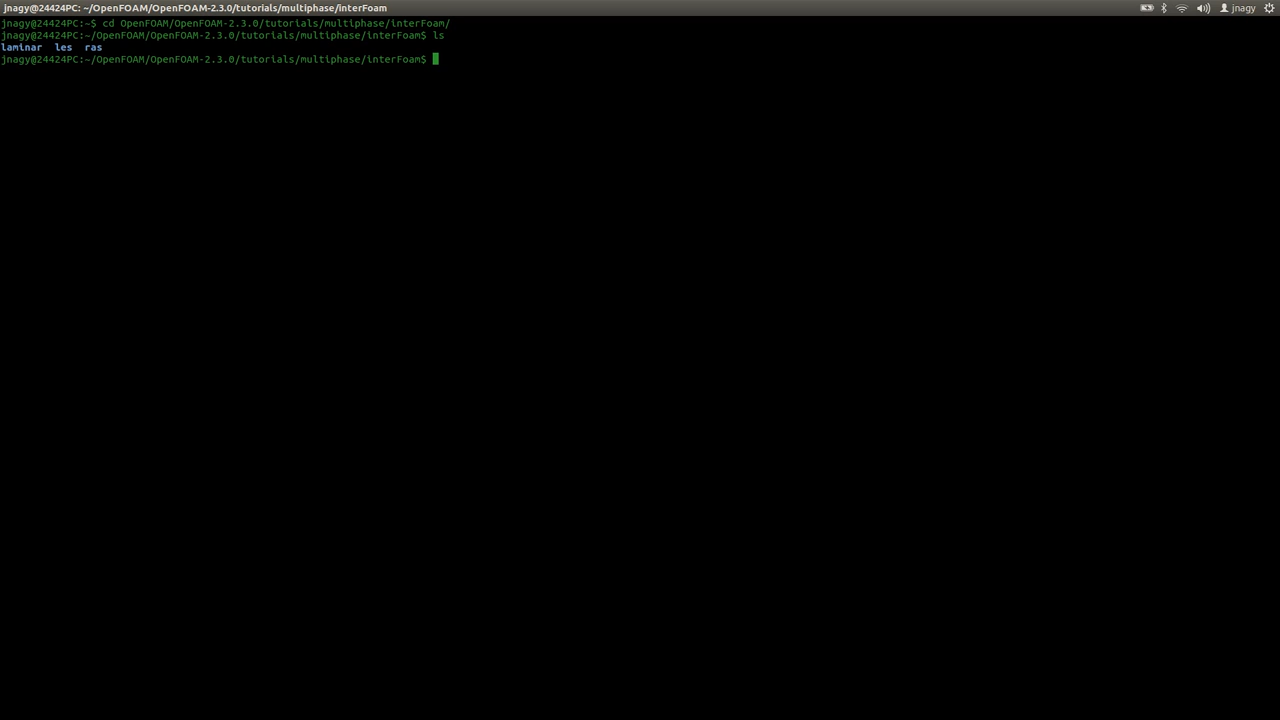 jnagy@24424PC: ~/OpenFOAM/OpenFOAM-2.3.0/tutorials/multiphase/interFoam
jnagy
jnagy@24424PC:~$ cd OpenFOAM/OpenFOAM-2.3.0/tutorials/multiphase/interFoam/
jnagy@24424PC:~/OpenFOAM/OpenFOAM-2.3.0/tutorials/multiphase/interFoam$ ls
laminar  les  ras
jnagy@24424PC:~/OpenFOAM/OpenFOAM-2.3.0/tutorials/multiphase/interFoam$